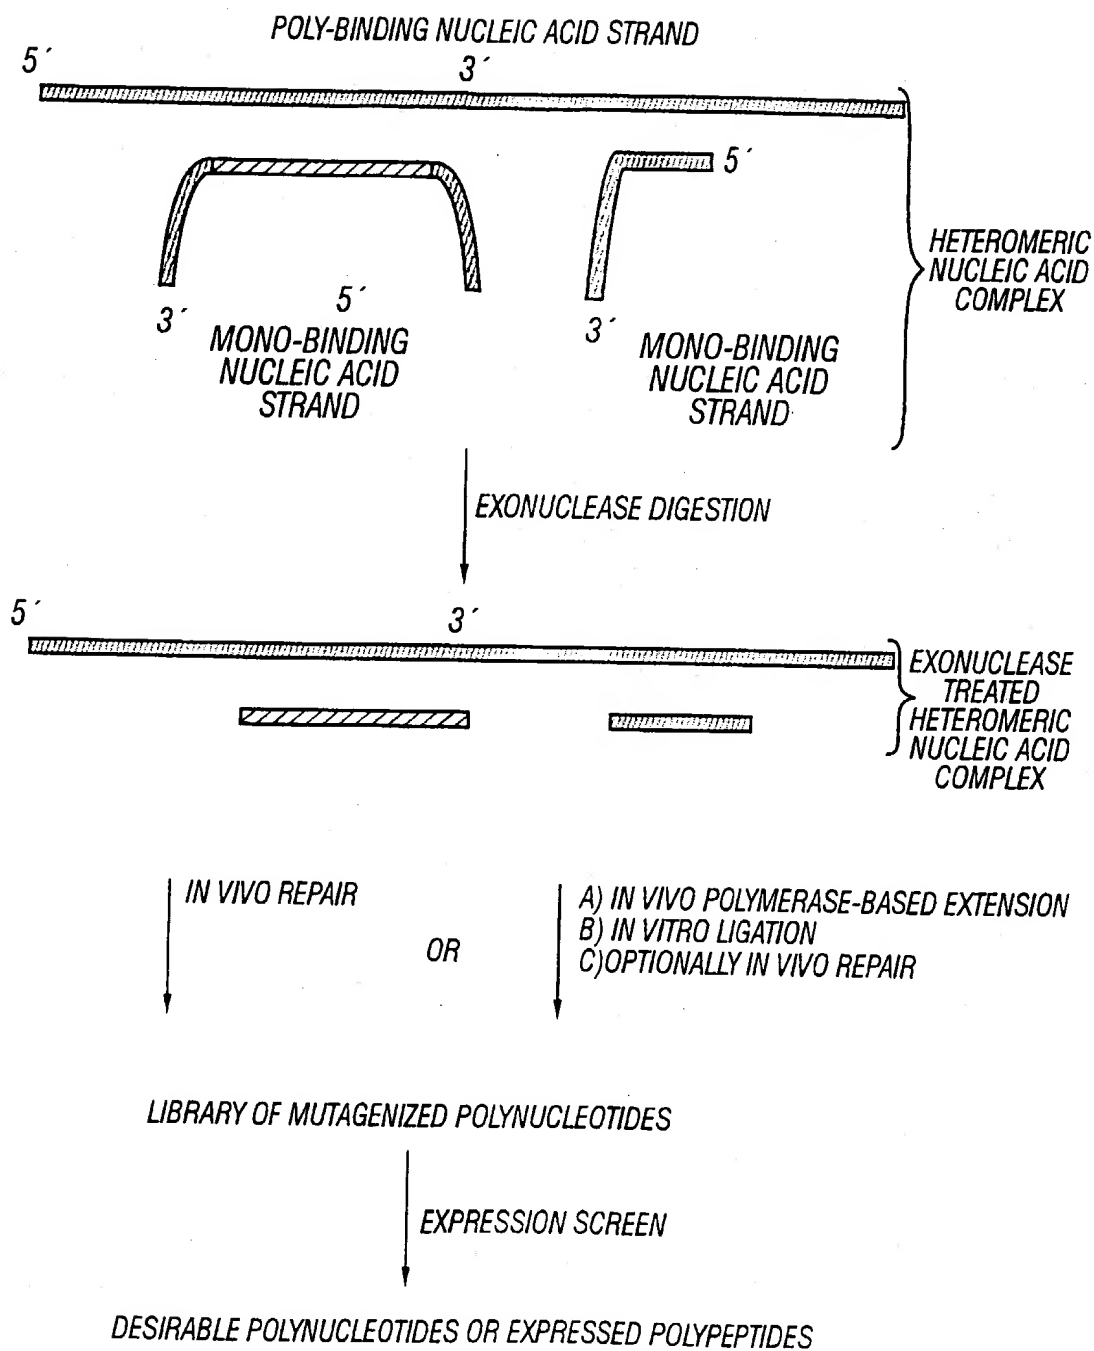 POLY-BINDING NUCLEIC ACID STRAND
5´
3´
5´
3´
5´
MONO-BINDING
NUCLEIC ACID
STRAND
3´
MONO-BINDING
NUCLEIC ACID
STRAND
HETEROMERIC
NUCLEIC ACID
COMPLEX
EXONUCLEASE DIGESTION
5´
3´
EXONUCLEASE
TREATED
HETEROMERIC
NUCLEIC ACID
COMPLEX
IN VIVO REPAIR
OR
A) IN VIVO POLYMERASE-BASED EXTENSION
B) IN VITRO LIGATION
C)OPTIONALLY IN VIVO REPAIR
LIBRARY OF MUTAGENIZED POLYNUCLEOTIDES
EXPRESSION SCREEN
DESIRABLE POLYNUCLEOTIDES OR EXPRESSED POLYPEPTIDES